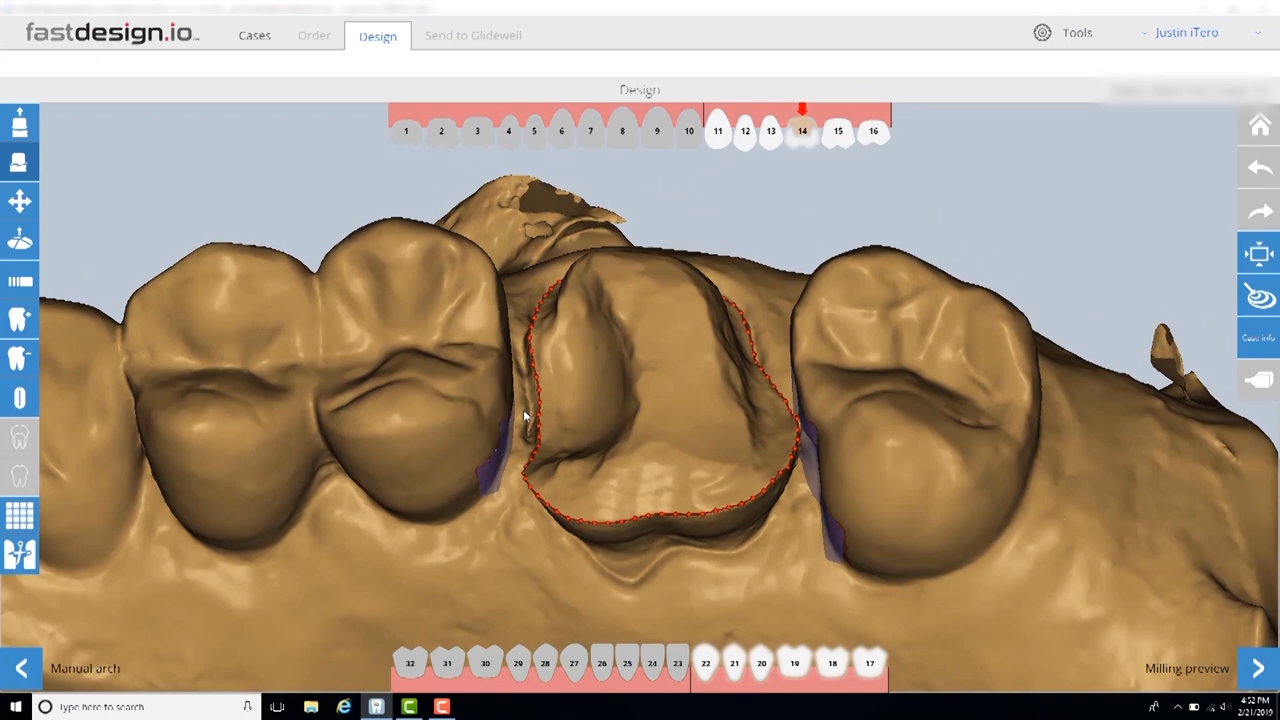 fastdesign.io
Cases
Order
Design
Send to Glidewell
Tools
Justin iTero
Design
1 2 3 4 5 6 7 8 9 10 11 12 13 14 15 16
Case info
32 31 30 29 28 27 26 25 24 23 22 21 20 19 18 17
Manual arch
Milling preview
Type here to search
4:52 PM
2/21/2019